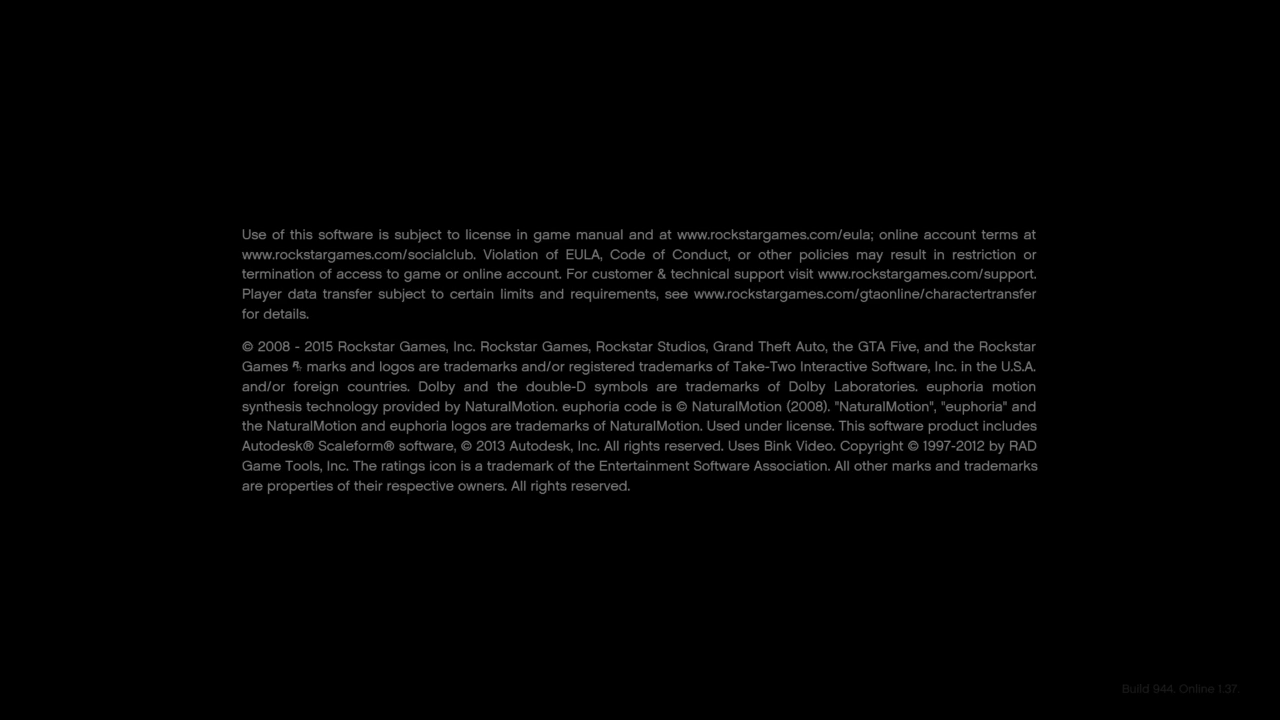 Use of this software is subject to license in game manual and at www.rockstargames.com/eula; online account terms at
www.rockstargames.com/socialclub. Violation of EULA, Code of Conduct, or other policies may result in restriction or
termination of access to game or online account. For customer & technical support visit www.rockstargames.com/support.
Player data transfer subject to certain limits and requirements, see www.rockstargames.com/gtaonline/charactertransfer
for details.
© 2008 - 2015 Rockstar Games, Inc. Rockstar Games, Rockstar Studios, Grand Theft Auto, the GTA Five, and the Rockstar
Games R* marks and logos are trademarks and/or registered trademarks of Take-Two Interactive Software, Inc. in the U.S.A.
and/or foreign countries. Dolby and the double-D symbols are trademarks of Dolby Laboratories. euphoria motion
synthesis technology provided by NaturalMotion. euphoria code is © NaturalMotion (2008). "NaturalMotion", "euphoria" and
the NaturalMotion and euphoria logos are trademarks of NaturalMotion. Used under license. This software product includes
Autodesk® Scaleform® software, © 2013 Autodesk, Inc. All rights reserved. Uses Bink Video. Copyright © 1997-2012 by RAD
Game Tools, Inc. The ratings icon is a trademark of the Entertainment Software Association. All other marks and trademarks
are properties of their respective owners. All rights reserved.
Build 944, Online 1.37.